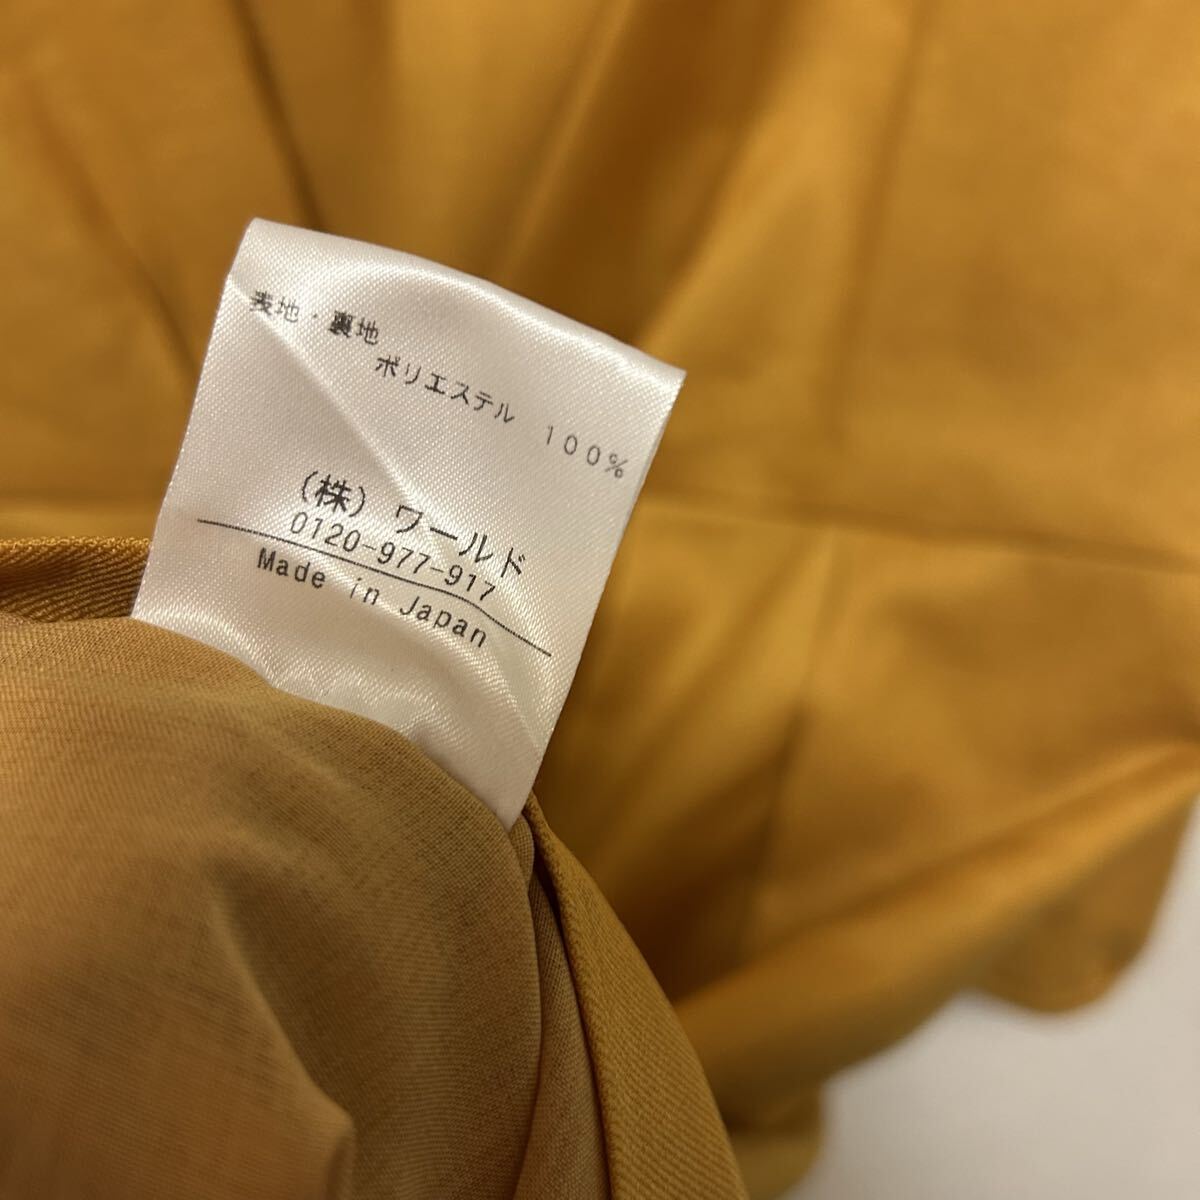 表地・裏地
ポリエステル 100%
(株) ワールド
0120-977-917
Made in Japan